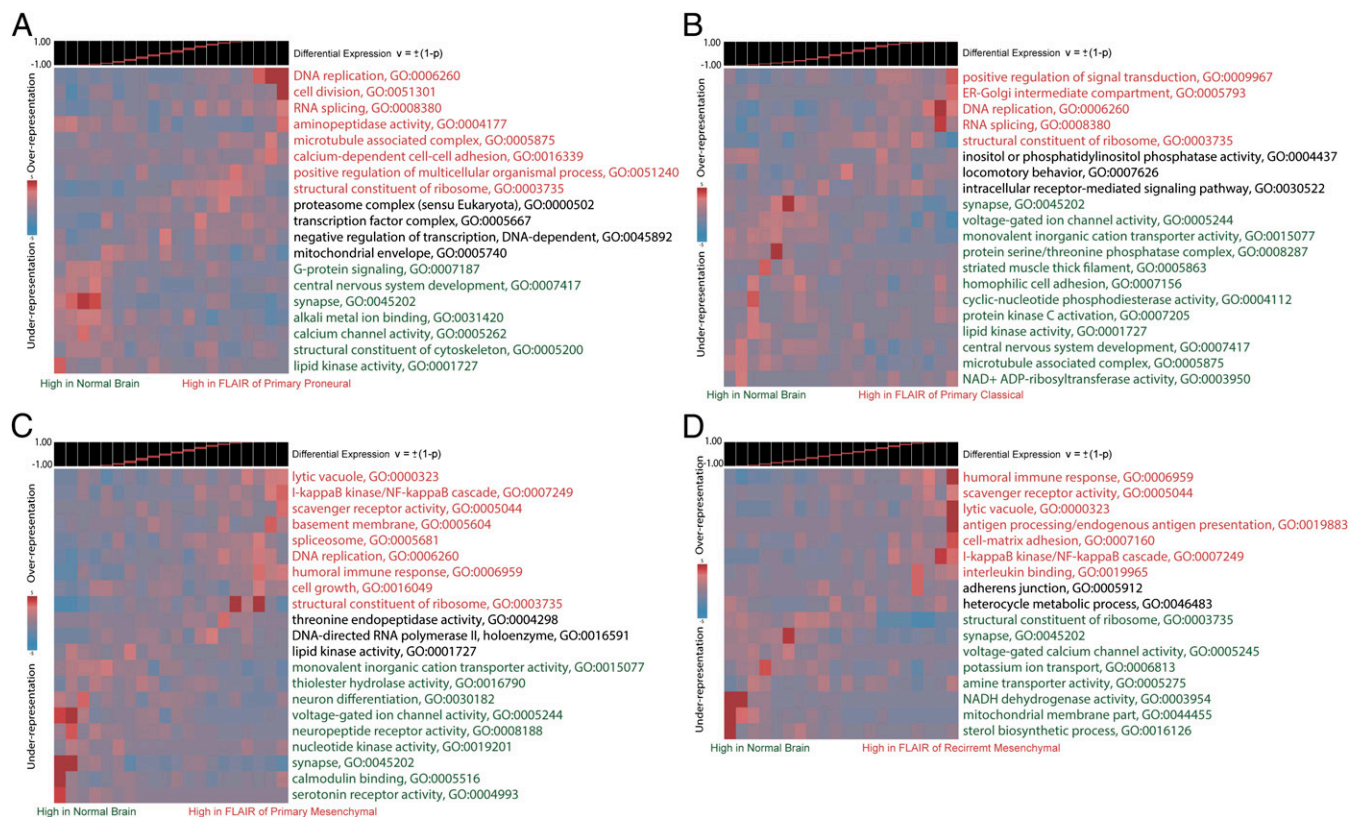 A
1.00
-1.00
Differential Expression v = ±(1-p)
Over-representation
Under-representation
DNA replication, GO:0006260
cell division, GO:0051301
RNA splicing, GO:0008380
aminopeptidase activity, GO:0004177
microtubule associated complex, GO:0005875
calcium-dependent cell-cell adhesion, GO:0016339
positive regulation of multicellular organismal process, GO:0051240
structural constituent of ribosome, GO:0003735
proteasome complex (sensu Eukaryota), GO:0000502
transcription factor complex, GO:0005667
negative regulation of transcription, DNA-dependent, GO:0045892
mitochondrial envelope, GO:0005740
G-protein signaling, GO:0007187
central nervous system development, GO:0007417
synapse, GO:0045202
alkali metal ion binding, GO:0031420
calcium channel activity, GO:0005262
structural constituent of cytoskeleton, GO:0005200
lipid kinase activity, GO:0001727
High in Normal Brain High in FLAIR of Primary Proneural
B
1.00
-1.00
Differential Expression v = ±(1-p)
Over-representation
Under-representation
positive regulation of signal transduction, GO:0009967
ER-Golgi intermediate compartment, GO:0005793
DNA replication, GO:0006260
RNA splicing, GO:0008380
structural constituent of ribosome, GO:0003735
inositol or phosphatidylinositol phosphatase activity, GO:0004437
locomotory behavior, GO:0007626
intracellular receptor-mediated signaling pathway, GO:0030522
synapse, GO:0045202
voltage-gated ion channel activity, GO:0005244
monovalent inorganic cation transporter activity, GO:0015077
protein serine/threonine phosphatase complex, GO:0008287
striated muscle thick filament, GO:0005863
homophilic cell adhesion, GO:0007156
cyclic-nucleotide phosphodiesterase activity, GO:0004112
protein kinase C activation, GO:0007205
lipid kinase activity, GO:0001727
central nervous system development, GO:0007417
microtubule associated complex, GO:0005875
NAD+ ADP-ribosyltransferase activity, GO:0003950
High in Normal Brain High in FLAIR of Primary Classical
C
1.00
-1.00
Differential Expression v = ±(1-p)
Over-representation
Under-representation
lytic vacuole, GO:0000323
I-kappaB kinase/NF-kappaB cascade, GO:0007249
scavenger receptor activity, GO:0005044
basement membrane, GO:0005604
spliceosome, GO:0005681
DNA replication, GO:0006260
humoral immune response, GO:0006959
cell growth, GO:0016049
structural constituent of ribosome, GO:0003735
threonine endopeptidase activity, GO:0004298
DNA-directed RNA polymerase II, holoenzyme, GO:0016591
lipid kinase activity, GO:0001727
monovalent inorganic cation transporter activity, GO:0015077
thiolester hydrolase activity, GO:0016790
neuron differentiation, GO:0030182
voltage-gated ion channel activity, GO:0005244
neuropeptide receptor activity, GO:0008188
nucleotide kinase activity, GO:0019201
synapse, GO:0045202
calmodulin binding, GO:0005516
serotonin receptor activity, GO:0004993
High in Normal Brain High in FLAIR of Primary Mesenchymal
D
1.00
-1.00
Differential Expression v = ±(1-p)
Over-representation
Under-representation
humoral immune response, GO:0006959
scavenger receptor activity, GO:0005044
lytic vacuole, GO:0000323
antigen processing/endogenous antigen presentation, GO:0019883
cell-matrix adhesion, GO:0007160
I-kappaB kinase/NF-kappaB cascade, GO:0007249
interleukin binding, GO:0019965
adherens junction, GO:0005912
heterocycle metabolic process, GO:0046483
structural constituent of ribosome, GO:0003735
synapse, GO:0045202
voltage-gated calcium channel activity, GO:0005245
potassium ion transport, GO:0006813
amine transporter activity, GO:0005275
NADH dehydrogenase activity, GO:0003954
mitochondrial membrane part, GO:0044455
sterol biosynthetic process, GO:0016126
High in Normal Brain High in FLAIR of Recirremt Mesenchymal